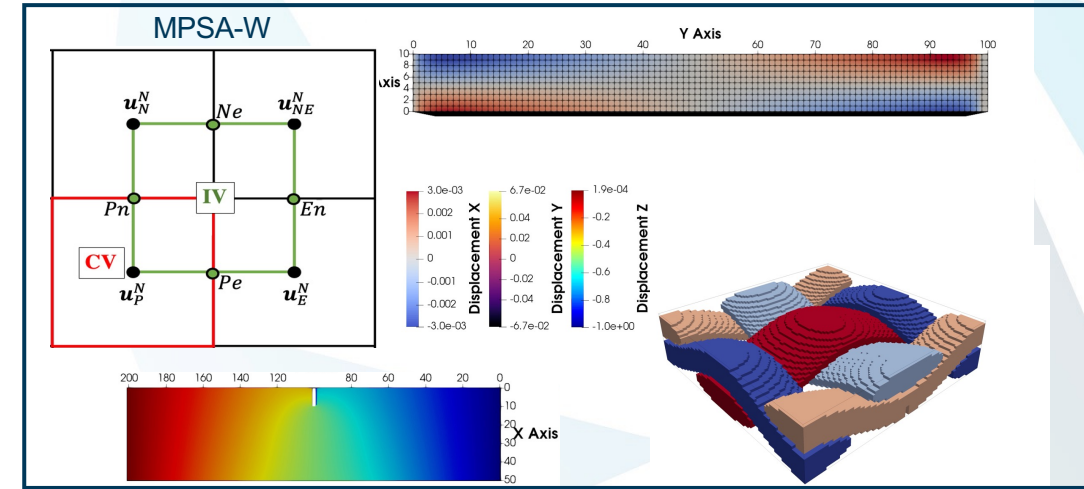 MPSA-W
u_N^N
u_NE^N
Ne
Pn
IV
En
CV
Pe
u_P^N
u_E^N
Y Axis
0 10 20 30 40 60 70 80 90 100
10
8
6
4
2
0
xis
3.0e-03
0.002
0.001
0
-0.001
-0.002
-3.0e-03
Displacement X
6.7e-02
0.04
0.02
0
-0.02
-0.04
-6.7e-02
Displacement Y
1.9e-04
-0.2
-0.4
-0.6
-0.8
-1.0e+00
Displacement Z
200 180 160 140 120 80 60 40 20 0
0
10
20
30
40
50
X Axis